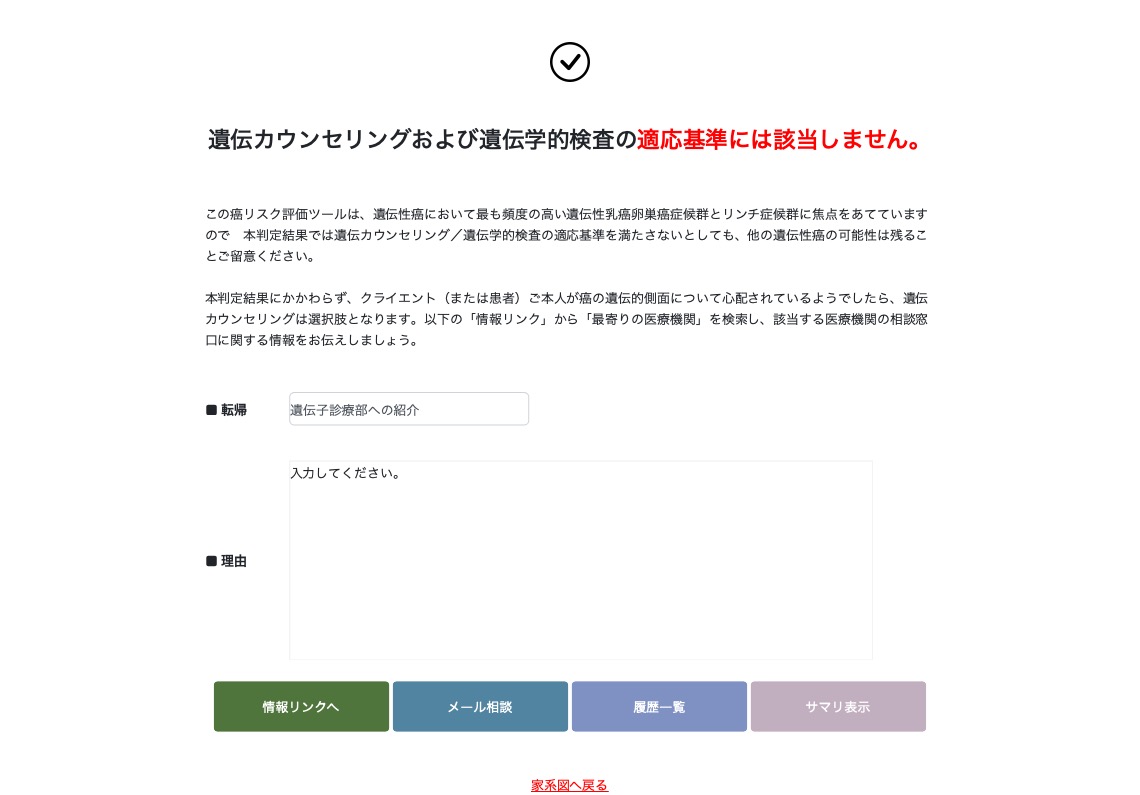 遺伝カウンセリングおよび遺伝学的検査の適応基準には該当しません。
この癌リスク評価ツールは、遺伝性癌において最も頻度の高い遺伝性乳癌卵巣癌症候群とリンチ症候群に焦点をあてています
ので　本判定結果では遺伝カウンセリング／遺伝学的検査の適応基準を満たさないとしても、他の遺伝性癌の可能性は残るこ
とご留意ください。
本判定結果にかかわらず、クライエント（または患者）ご本人が癌の遺伝的側面について心配されているようでしたら、遺伝
カウンセリングは選択肢となります。以下の「情報リンク」から「最寄りの医療機関」を検索し、該当する医療機関の相談窓
口に関する情報をお伝えしましょう。
■ 転帰
遺伝子診療部への紹介
入力してください。
■ 理由
情報リンクへ
メール相談
履歴一覧
サマリ表示
家系図へ戻る